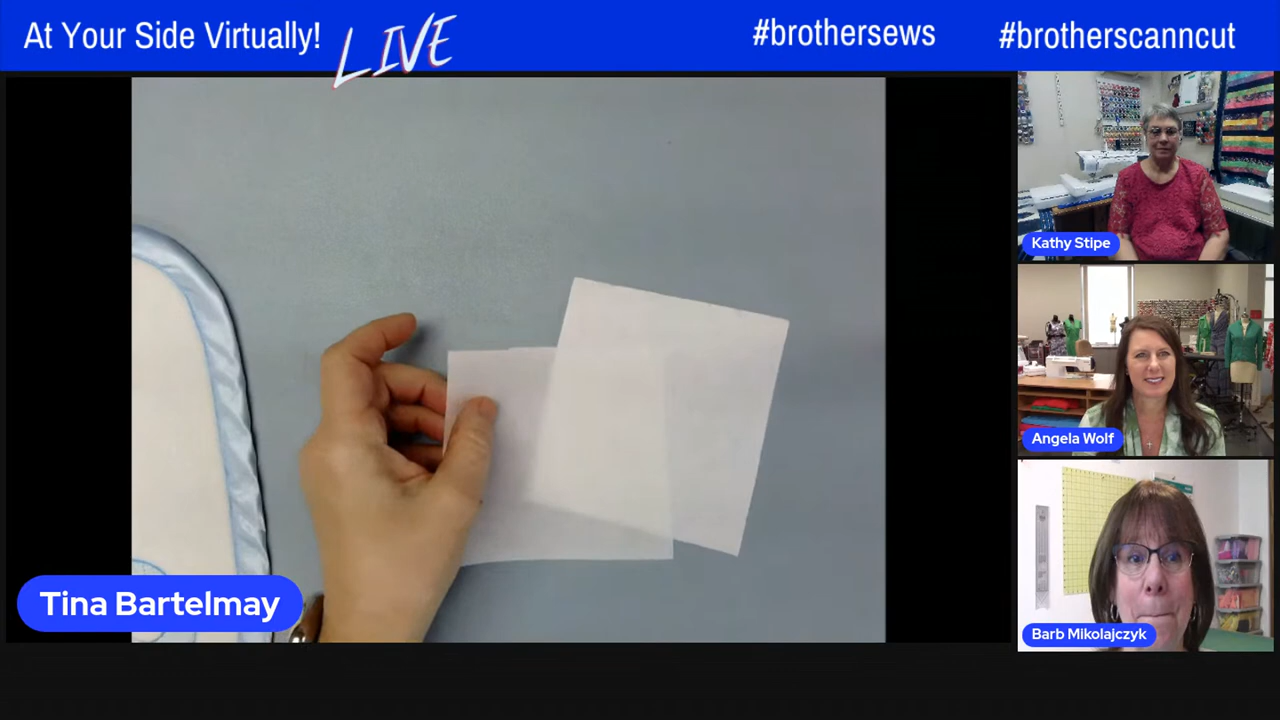 At Your Side Virtually! LIVE
#brothersews
#brotherscanncut
Kathy Stipe
Angela Wolf
Tina Bartelmay
Barb Mikolajczyk